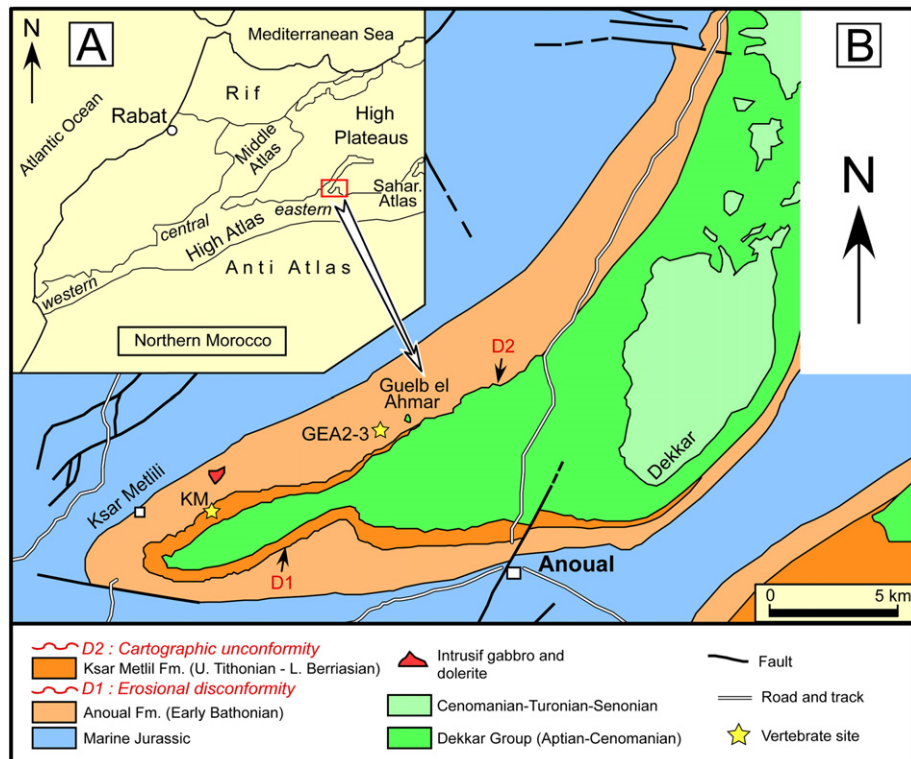 N
A
Mediterranean Sea
Rif
Atlantic Ocean
Rabat
Middle
Atlas
High
Plateaus
Sahar.
Atlas
eastern
central
High Atlas
western
Anti Atlas
Northern Morocco
B
N
D2
Guelb el
Ahmar
GEA2-3
KM
Ksar Metlili
Dekkar
D1
Anoual
0 5 km
D2 : Cartographic unconformity
Ksar Metlil Fm. (U. Tithonian - L. Berriasian)
D1 : Erosional disconformity
Anoual Fm. (Early Bathonian)
Marine Jurassic
Intrusif gabbro and
dolerite
Cenomanian-Turonian-Senonian
Dekkar Group (Aptian-Cenomanian)
Fault
Road and track
Vertebrate site